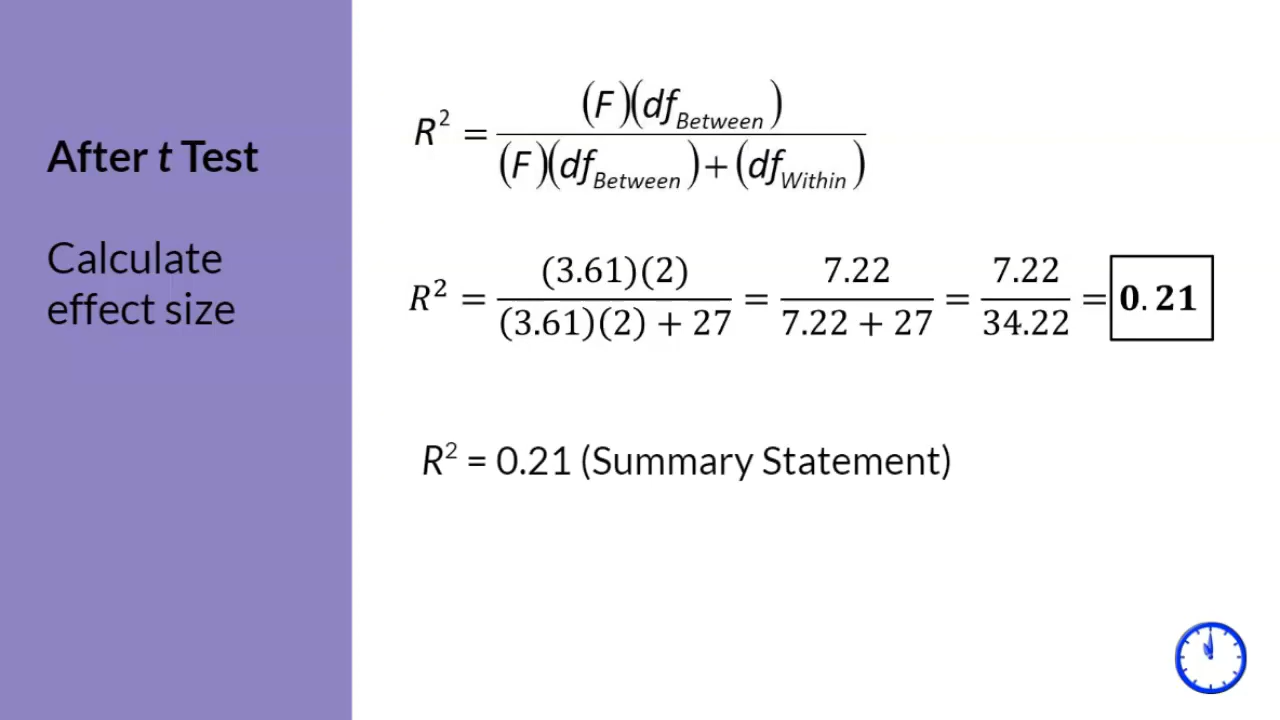 After t Test
Calculate
effect size
R² = (F)(df_Between) / (F)(df_Between) + (df_Within)
R² = (3.61)(2) / (3.61)(2) + 27 = 7.22 / 7.22 + 27 = 7.22 / 34.22 = 0.21
R² = 0.21 (Summary Statement)